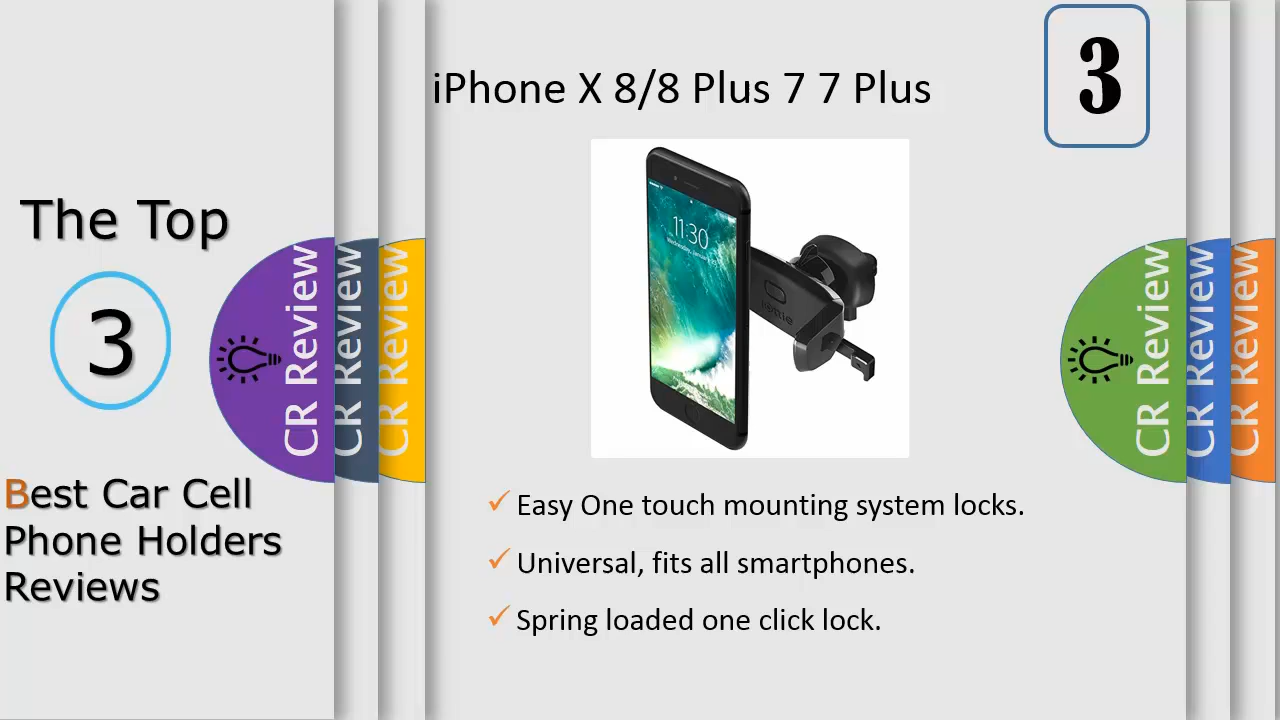 The Top
3
Best Car Cell
Phone Holders
Reviews
CR Review
CR Review
CR Review
iPhone X 8/8 Plus 7 7 Plus
3
11:30
✓ Easy One touch mounting system locks.
✓ Universal, fits all smartphones.
✓ Spring loaded one click lock.
CR Review
CR Review
CR Review